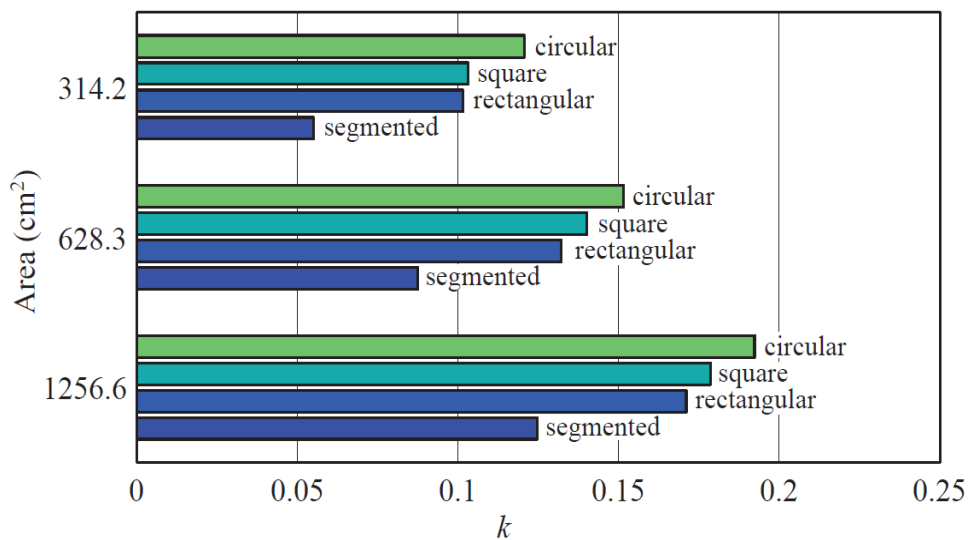 circular
314.2
square
rectangular
segmented
circular
628.3
square
rectangular
segmented
circular
1256.6
square
rectangular
segmented
Area (cm²)
0 0.05 0.1 0.15 0.2 0.25
k